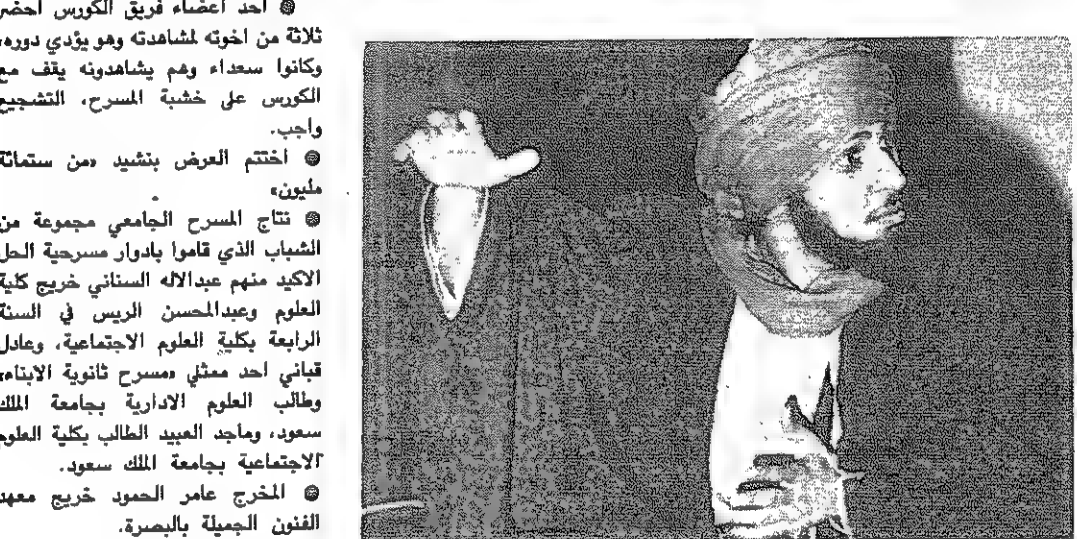 ● احد اعضاء فريق الكورس احضر
ثلاثة من اخوته لمشاهدته وهو يؤدي دوره،
وكانوا سعداء وهم يشاهدونه يقف مع
الكورس على خشبة المسرح، التشجيع
واجب.
● اختتم العرض بنشيد «من ستمائة
مليون»
● نتاج المسرح الجامعي مجموعة من
الشباب الذي قاموا بادوار مسرحية الحل
الاكيد منهم عبدالاله السناني خريج كلية
العلوم وعبدالمحسن الريس في السنة
الرابعة بكلية العلوم الاجتماعية، وعادل
قباني احد ممثلي «مسرح ثانوية الابناء»
وطالب العلوم الادارية بجامعة الملك
سعود، وماجد العبيد الطالب بكلية العلوم
الاجتماعية بجامعة الملك سعود.
● المخرج عامر الحمود خريج معهد
الفنون الجميلة بالبصرة.